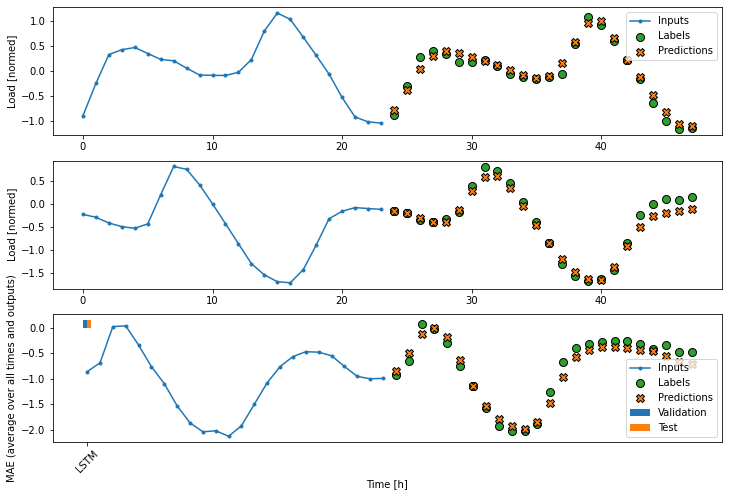 1.0
0.5
0.0
−0.5
−1.0
Load [normed]
Inputs
Labels
Predictions
0
10
20
30
40
0.5
0.0
−0.5
−1.0
−1.5
Load [normed]
0
10
20
30
40
0.0
−0.5
−1.0
−1.5
−2.0
MAE (average over all times and outputs)
Inputs
Labels
Predictions
Validation
Test
LSTM
Time [h]